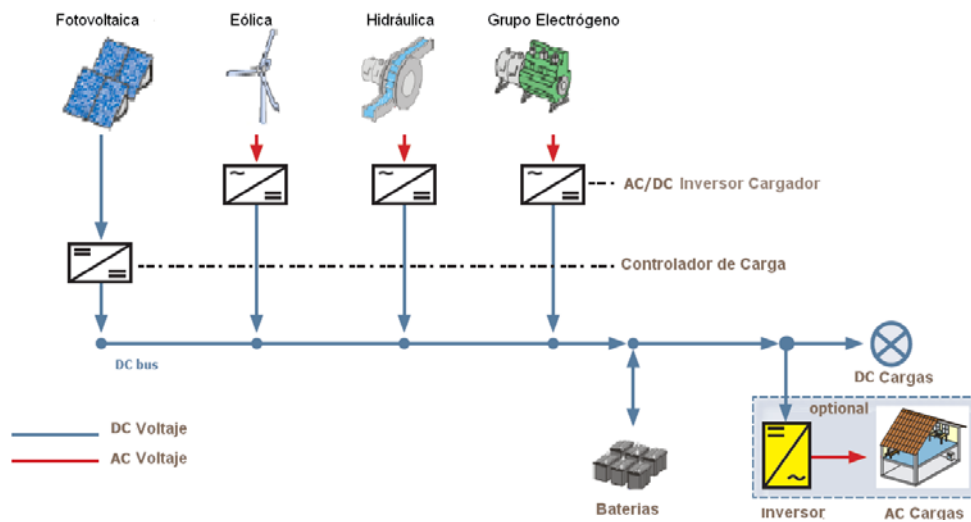 Fotovoltaica
Eólica
Hidráulica
Grupo Electrógeno
AC/DC Inversor Cargador
Controlador de Carga
DC bus
DC Cargas
optional
DC Voltaje
AC Voltaje
Baterías
Inversor
AC Cargas